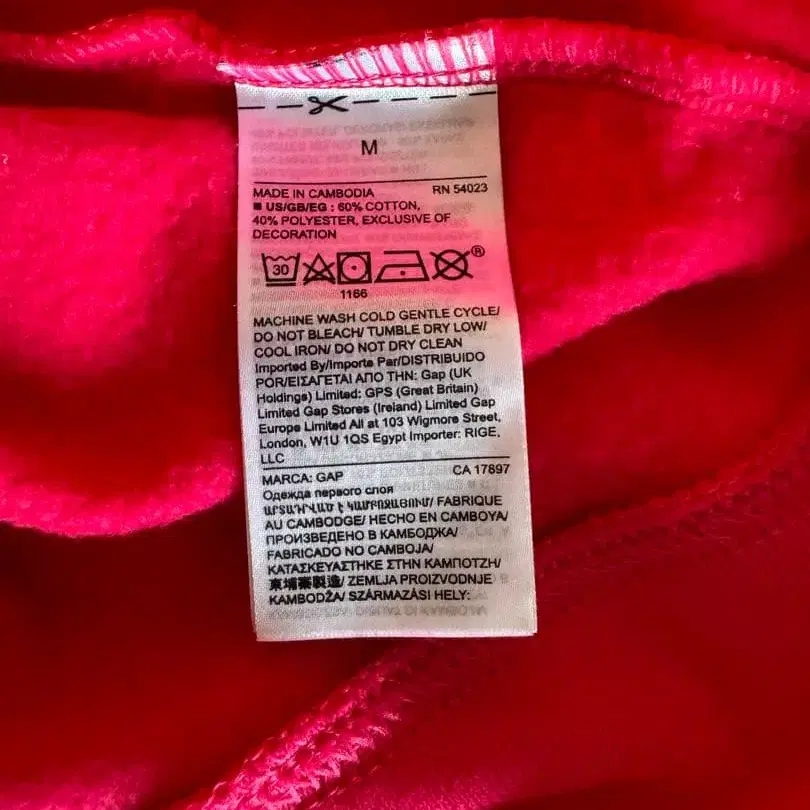 M
MADE IN CAMBODIA RN 54023
■ US/GB/EG : 60% COTTON,
40% POLYESTER, EXCLUSIVE OF
DECORATION
30 ®
1166
MACHINE WASH COLD GENTLE CYCLE/
DO NOT BLEACH/ TUMBLE DRY LOW/
COOL IRON/ DO NOT DRY CLEAN
Imported By/Importe Par/DISTRIBUIDO
POR/ΕΙΣΑΓΕΤΑΙ ΑΠΟ ΤΗΝ: Gap (UK
Holdings) Limited: GPS (Great Britain)
Limited Gap Stores (Ireland) Limited Gap
Europe Limited All at 103 Wigmore Street,
London, W1U 1QS Egypt Importer: RIGE,
LLC
MARCA: GAP CA 17897
Одежда первого слоя
ԱՐՏԱԴՎԱԾ Է ԿԱՄԲՈՋԱՅՈՒՄ/ FABRIQUE
AU CAMBODGE/ HECHO EN CAMBOYA/
ПРОИЗВЕДЕНО В КАМБОДЖА/
FABRICADO NO CAMBOJA/
ΚΑΤΑΣΚΕΥΑΣΤΗΚΕ ΣΤΗΝ ΚΑΜΠΟΤΖΗ/
柬埔寨製造/ ZEMLJA PROIZVODNJE
KAMBODŽA/ SZÁRMAZÁSI HELY: